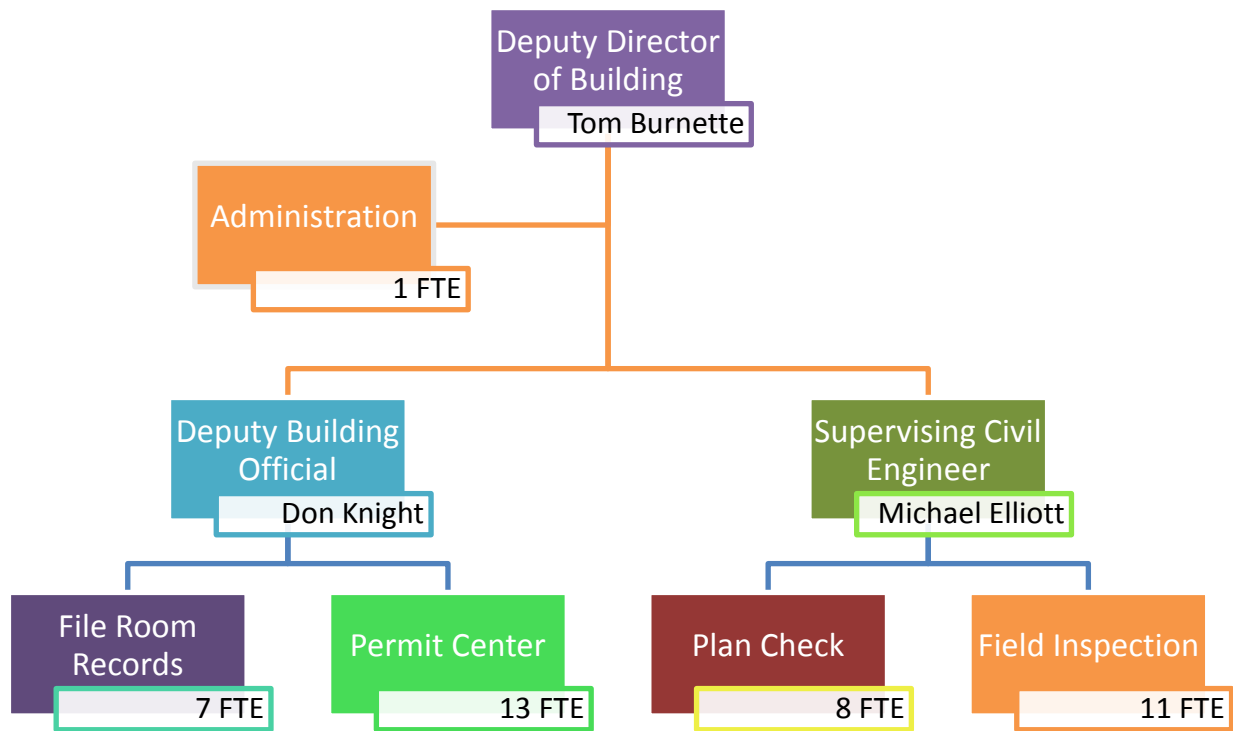 Deputy Director
of Building
Tom Burnette
Administration
1 FTE
Deputy Building
Official
Don Knight
Supervising Civil
Engineer
Michael Elliott
File Room
Records
7 FTE
Permit Center
13 FTE
Plan Check
8 FTE
Field Inspection
11 FTE